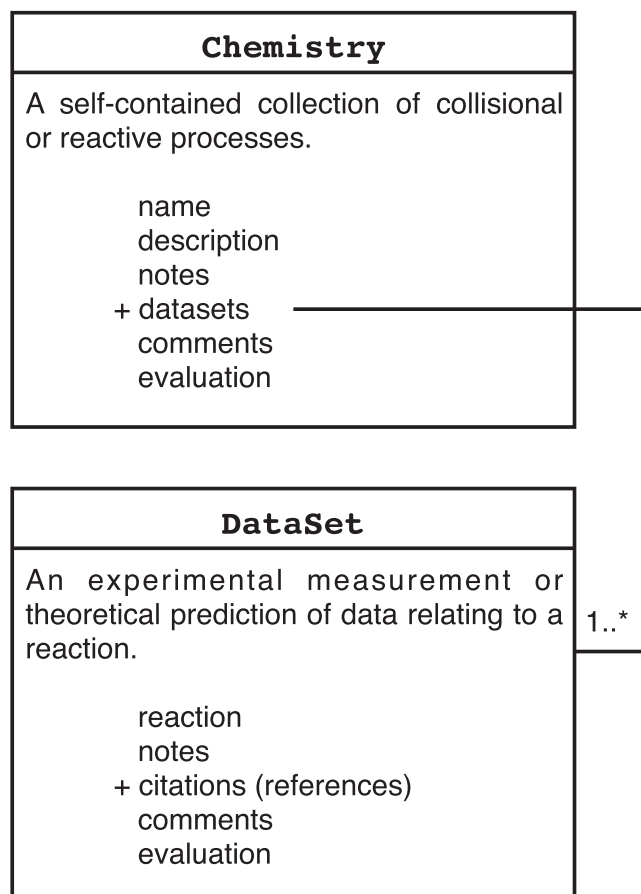 Chemistry
A self-contained collection of collisional
or reactive processes.
name
description
notes
+ datasets
comments
evaluation
DataSet
An experimental measurement or
theoretical prediction of data relating to a
reaction.
1..*
reaction
notes
+ citations (references)
comments
evaluation